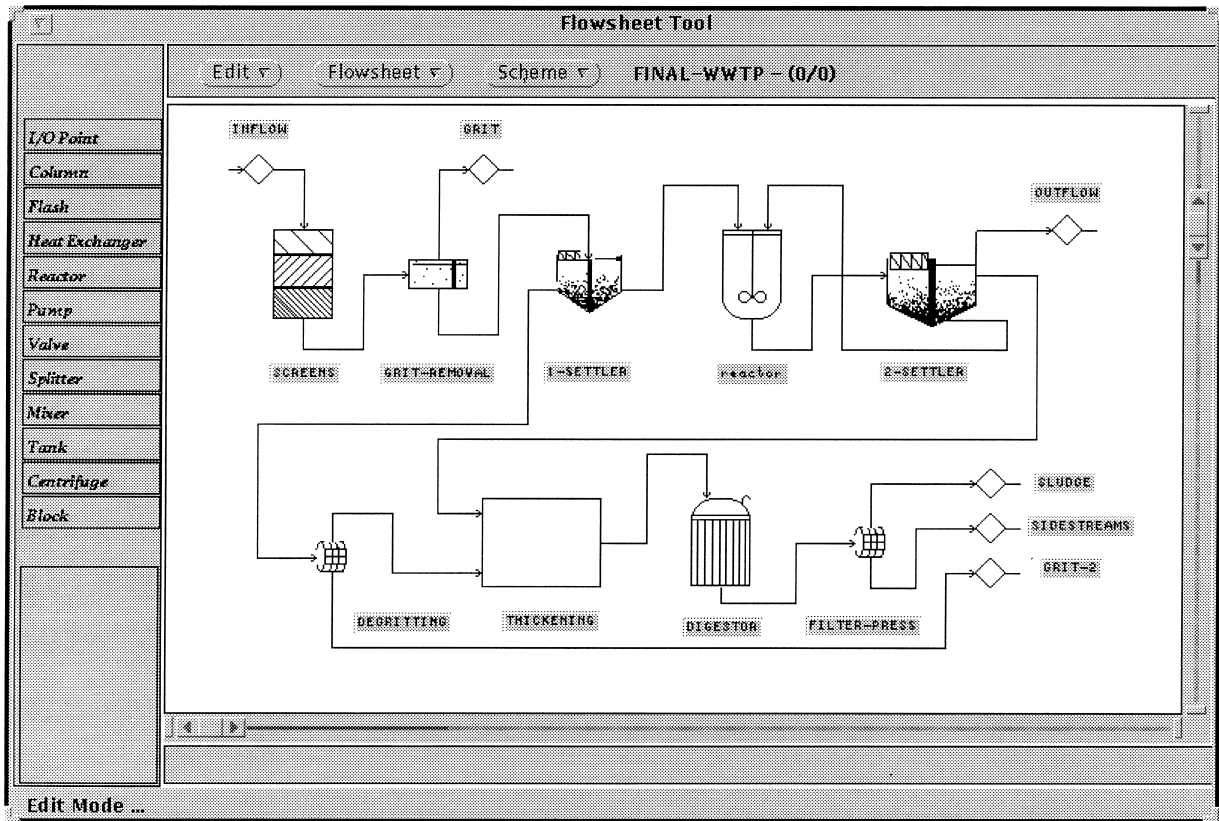 Flowsheet Tool
Edit Flowsheet Scheme FINAL-WWTP - (0/0)
I/O Point
Column
Flash
Heat Exchanger
Reactor
Pump
Valve
Splitter
Mixer
Tank
Centrifuge
Block
INFLOW GRIT
OUTFLOW
SCREENS GRIT-REMOVAL 1-SETTLER reactor 2-SETTLER
SLUDGE
SIDESTREAMS
GRIT-2
DEGRITTING THICKENING DIGESTOR FILTER-PRESS
Edit Mode ...